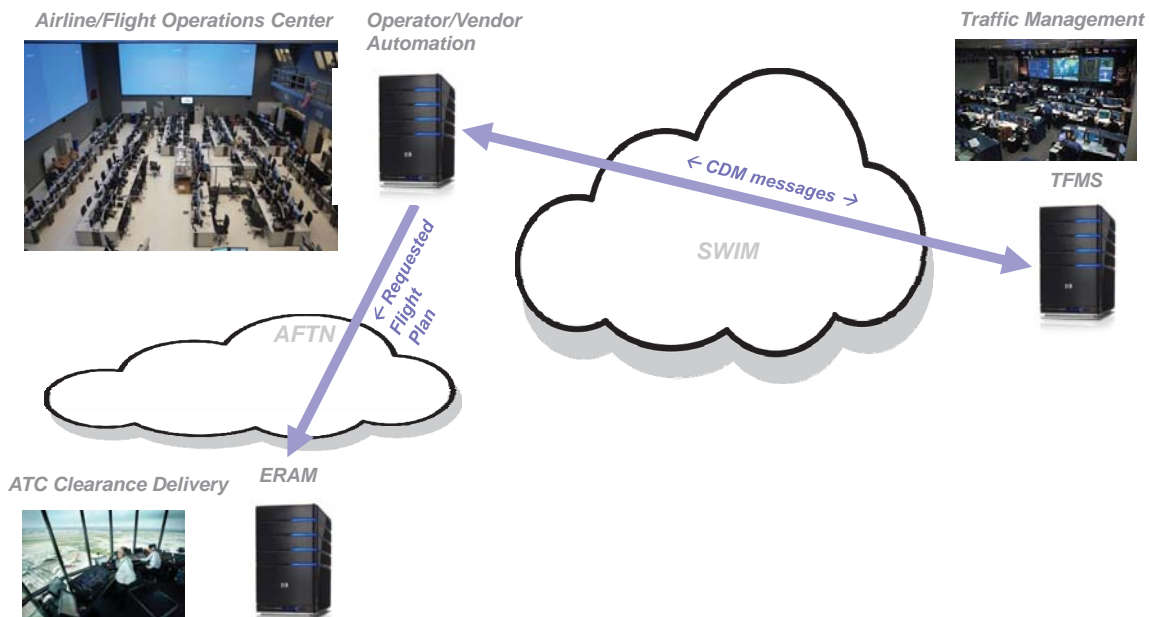 Airline/Flight Operations Center
Operator/Vendor
Automation
Traffic Management
← CDM messages →
TFMS
SWIM
← Requested
Flight
Plan
AFTN
ERAM
ATC Clearance Delivery